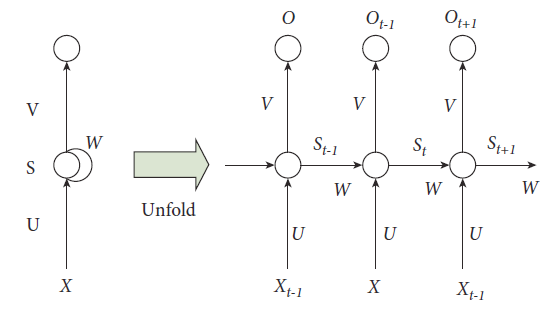 O O_{t-1} O_{t+1}
V V V V
W S_{t-1} S_t S_{t+1}
S
W W W
Unfold
U U U U
X X_{t-1} X X_{t-1}